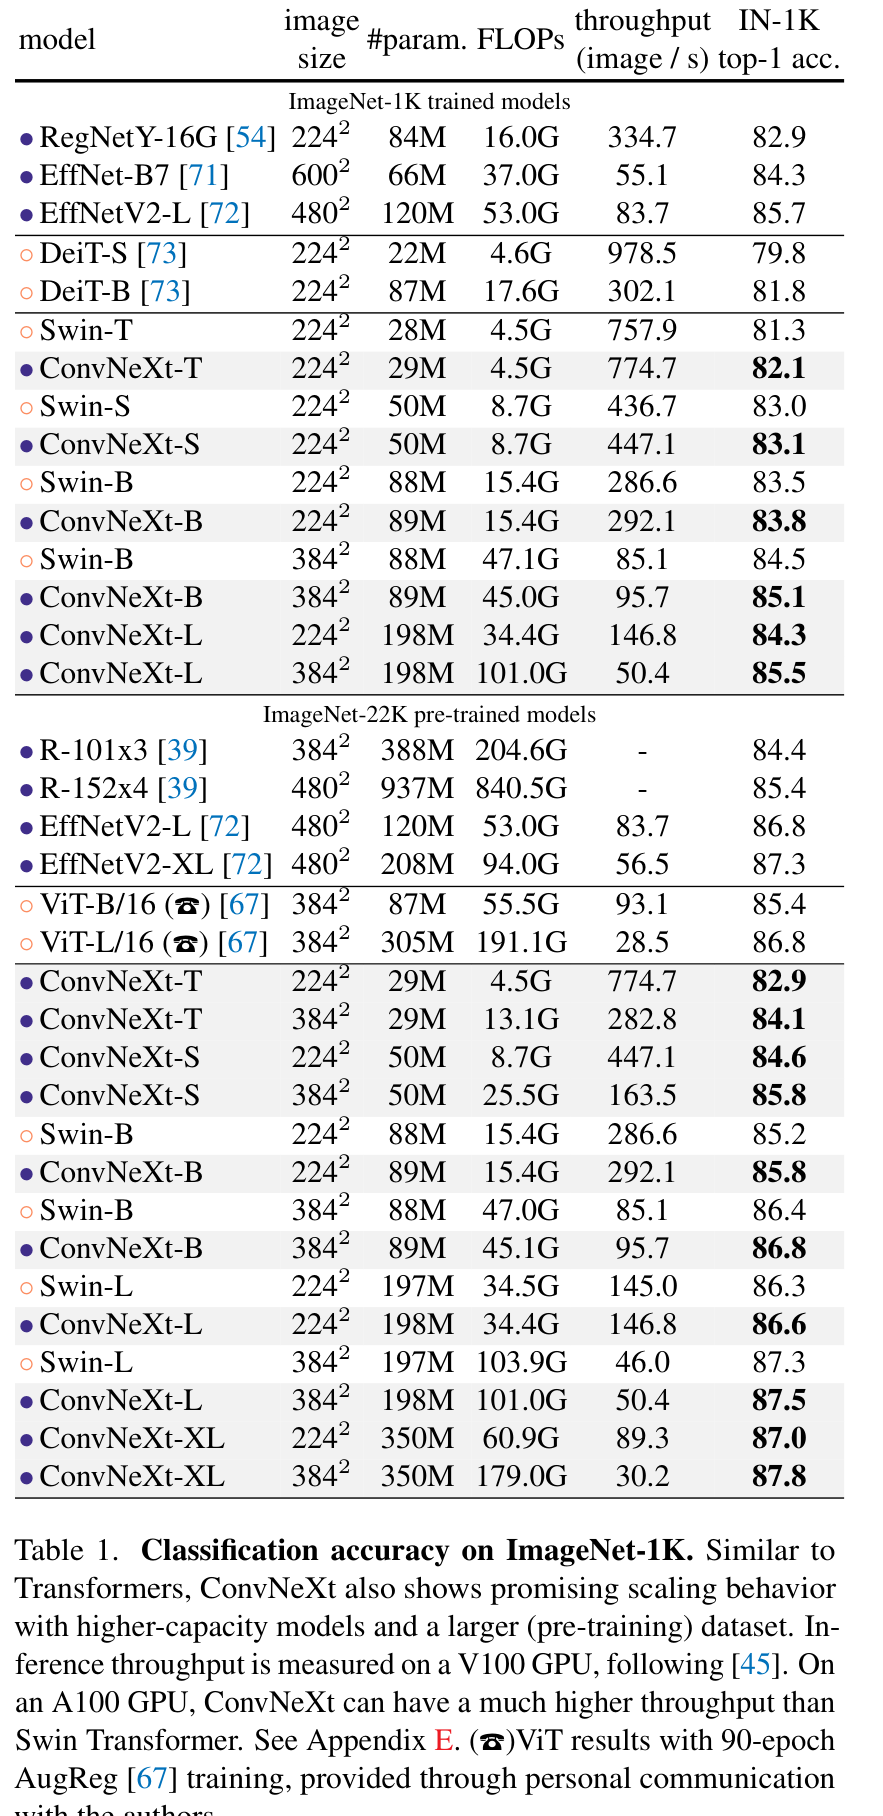 model image size #param. FLOPs throughput (image / s) IN-1K top-1 acc.
ImageNet-1K trained models
● RegNetY-16G [54] 224² 84M 16.0G 334.7 82.9
● EffNet-B7 [71] 600² 66M 37.0G 55.1 84.3
● EffNetV2-L [72] 480² 120M 53.0G 83.7 85.7
○ DeiT-S [73] 224² 22M 4.6G 978.5 79.8
○ DeiT-B [73] 224² 87M 17.6G 302.1 81.8
○ Swin-T 224² 28M 4.5G 757.9 81.3
● ConvNeXt-T 224² 29M 4.5G 774.7 82.1
○ Swin-S 224² 50M 8.7G 436.7 83.0
● ConvNeXt-S 224² 50M 8.7G 447.1 83.1
○ Swin-B 224² 88M 15.4G 286.6 83.5
● ConvNeXt-B 224² 89M 15.4G 292.1 83.8
○ Swin-B 384² 88M 47.1G 85.1 84.5
● ConvNeXt-B 384² 89M 45.0G 95.7 85.1
● ConvNeXt-L 224² 198M 34.4G 146.8 84.3
● ConvNeXt-L 384² 198M 101.0G 50.4 85.5
ImageNet-22K pre-trained models
● R-101x3 [39] 384² 388M 204.6G - 84.4
● R-152x4 [39] 480² 937M 840.5G - 85.4
● EffNetV2-L [72] 480² 120M 53.0G 83.7 86.8
● EffNetV2-XL [72] 480² 208M 94.0G 56.5 87.3
○ ViT-B/16 (☎) [67] 384² 87M 55.5G 93.1 85.4
○ ViT-L/16 (☎) [67] 384² 305M 191.1G 28.5 86.8
● ConvNeXt-T 224² 29M 4.5G 774.7 82.9
● ConvNeXt-T 384² 29M 13.1G 282.8 84.1
● ConvNeXt-S 224² 50M 8.7G 447.1 84.6
● ConvNeXt-S 384² 50M 25.5G 163.5 85.8
○ Swin-B 224² 88M 15.4G 286.6 85.2
● ConvNeXt-B 224² 89M 15.4G 292.1 85.8
○ Swin-B 384² 88M 47.0G 85.1 86.4
● ConvNeXt-B 384² 89M 45.1G 95.7 86.8
○ Swin-L 224² 197M 34.5G 145.0 86.3
● ConvNeXt-L 224² 198M 34.4G 146.8 86.6
○ Swin-L 384² 197M 103.9G 46.0 87.3
● ConvNeXt-L 384² 198M 101.0G 50.4 87.5
● ConvNeXt-XL 224² 350M 60.9G 89.3 87.0
● ConvNeXt-XL 384² 350M 179.0G 30.2 87.8
Table 1. Classification accuracy on ImageNet-1K. Similar to
Transformers, ConvNeXt also shows promising scaling behavior
with higher-capacity models and a larger (pre-training) dataset. In-
ference throughput is measured on a V100 GPU, following [45]. On
an A100 GPU, ConvNeXt can have a much higher throughput than
Swin Transformer. See Appendix E. (☎)ViT results with 90-epoch
AugReg [67] training, provided through personal communication
with the authors